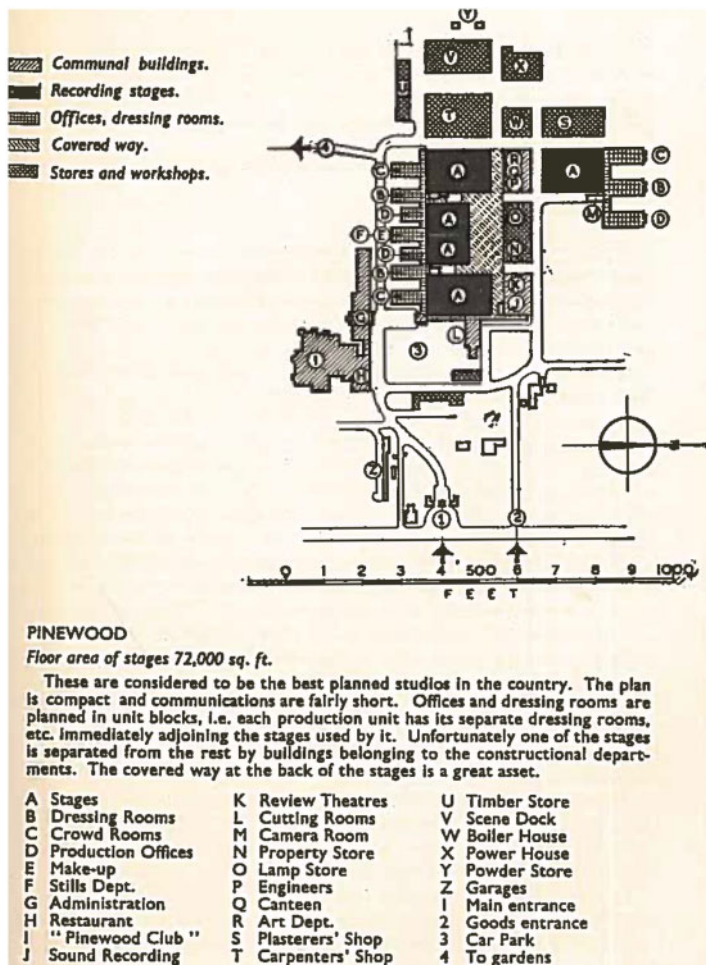 Y
Communal buildings.
Recording stages.
Offices, dressing rooms.
Covered way.
Stores and workshops.
V
X
T
W
S
4
C
A
R
Q
P
A
C
B
B
D
A
O
M
D
F
E
A
N
D
B
K
C
A
J
G
L
3
I
H
Z
1
2
0 1 2 3 4 500 6 7 8 9 1000
FEET
PINEWOOD
Floor area of stages 72,000 sq. ft.
These are considered to be the best planned studios in the country. The plan
is compact and communications are fairly short. Offices and dressing rooms are
planned in unit blocks, i.e. each production unit has its separate dressing rooms,
etc. immediately adjoining the stages used by it. Unfortunately one of the stages
is separated from the rest by buildings belonging to the constructional depart-
ments. The covered way at the back of the stages is a great asset.
A Stages
B Dressing Rooms
C Crowd Rooms
D Production Offices
E Make-up
F Stills Dept.
G Administration
H Restaurant
I "Pinewood Club"
J Sound Recording
K Review Theatres
L Cutting Rooms
M Camera Room
N Property Store
O Lamp Store
P Engineers
Q Canteen
R Art Dept.
S Plasterers' Shop
T Carpenters' Shop
U Timber Store
V Scene Dock
W Boiler House
X Power House
Y Powder Store
Z Garages
1 Main entrance
2 Goods entrance
3 Car Park
4 To gardens